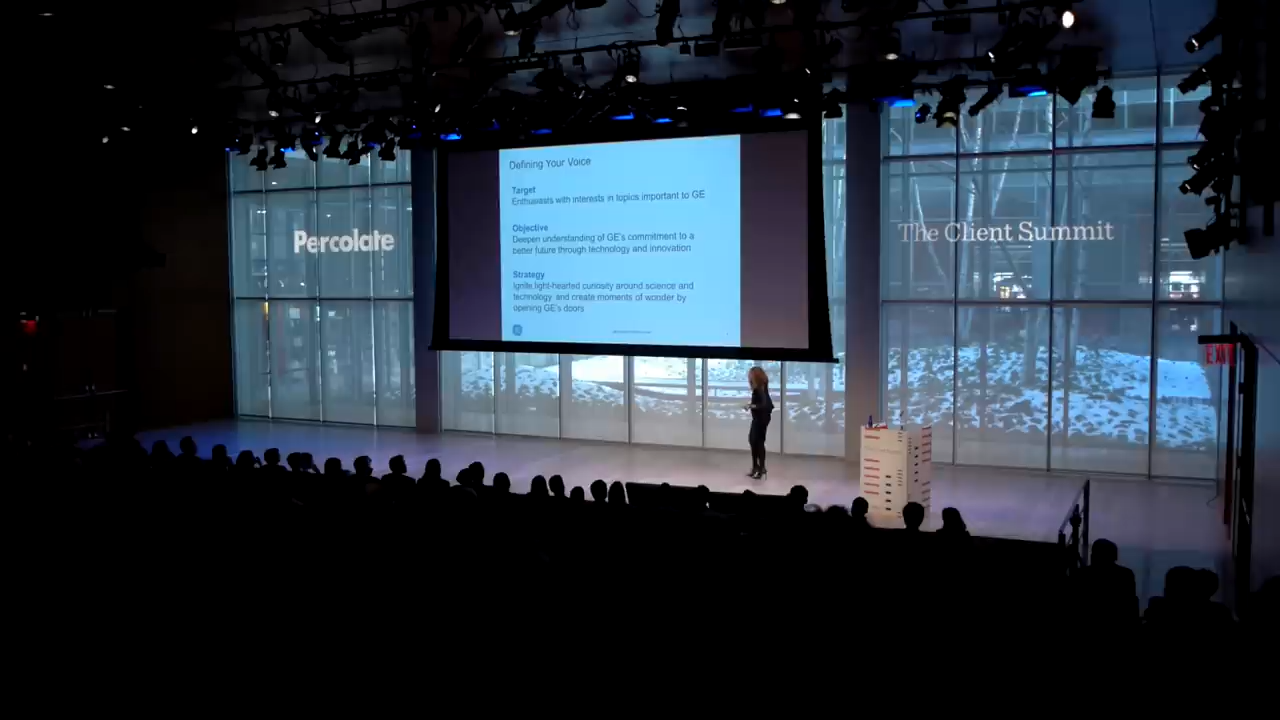 Defining Your Voice
Target
Enthusiasts with interests in topics important to GE
Objective
Deepen understanding of GE's commitment to a
better future through technology and innovation
Strategy
Ignite light-hearted curiosity around science and
technology and create moments of wonder by
opening GE's doors
Percolate
The Client Summit
EXIT